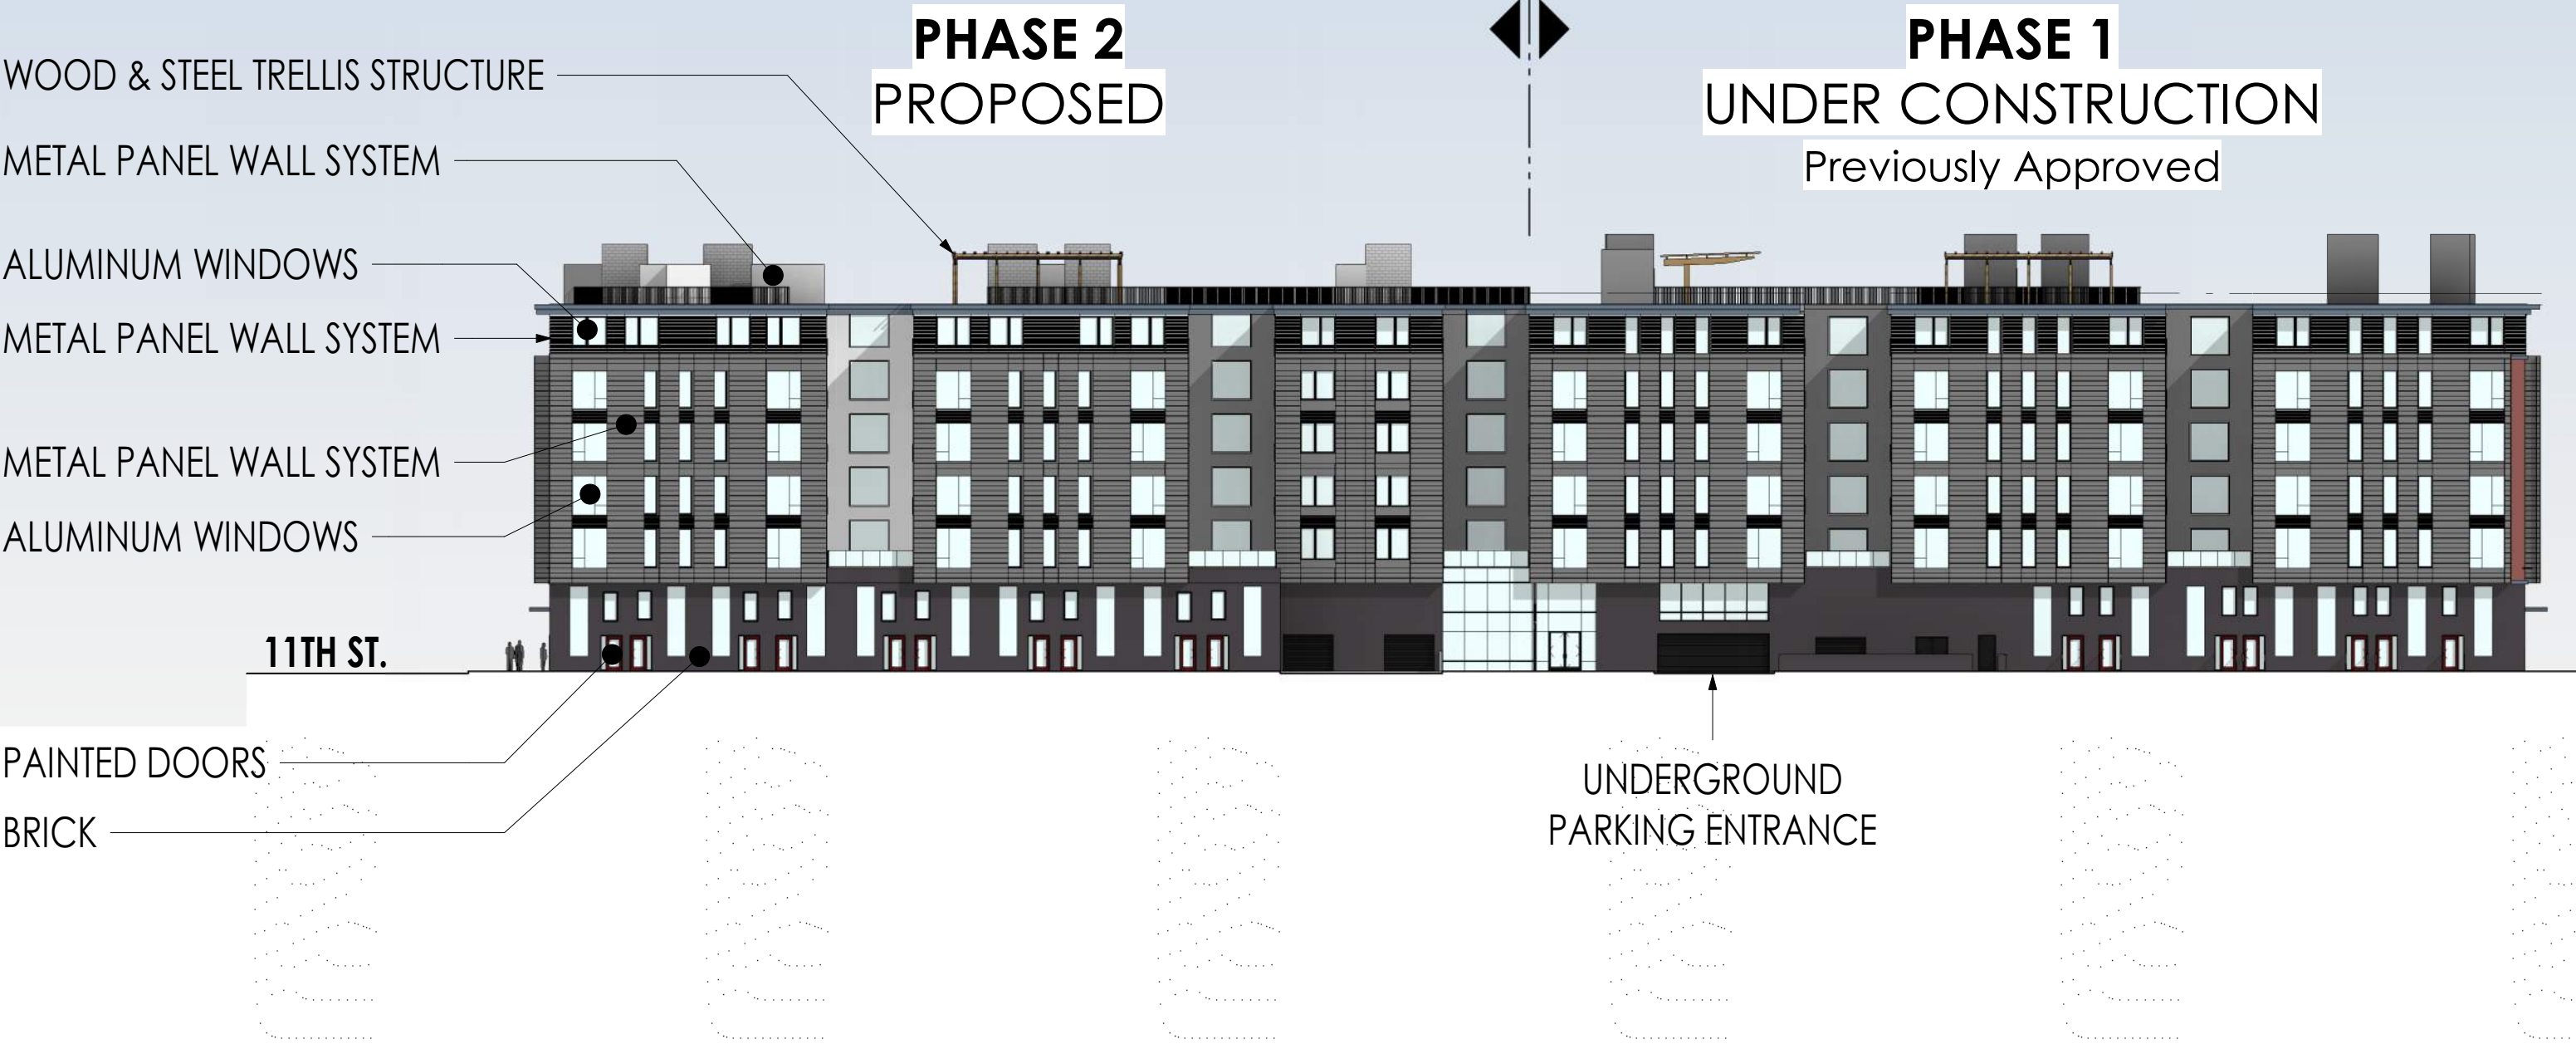 PHASE 2
PROPOSED
PHASE 1
UNDER CONSTRUCTION
Previously Approved
WOOD & STEEL TRELLIS STRUCTURE
METAL PANEL WALL SYSTEM
ALUMINUM WINDOWS
METAL PANEL WALL SYSTEM
METAL PANEL WALL SYSTEM
ALUMINUM WINDOWS
11TH ST.
PAINTED DOORS
BRICK
UNDERGROUND
PARKING ENTRANCE